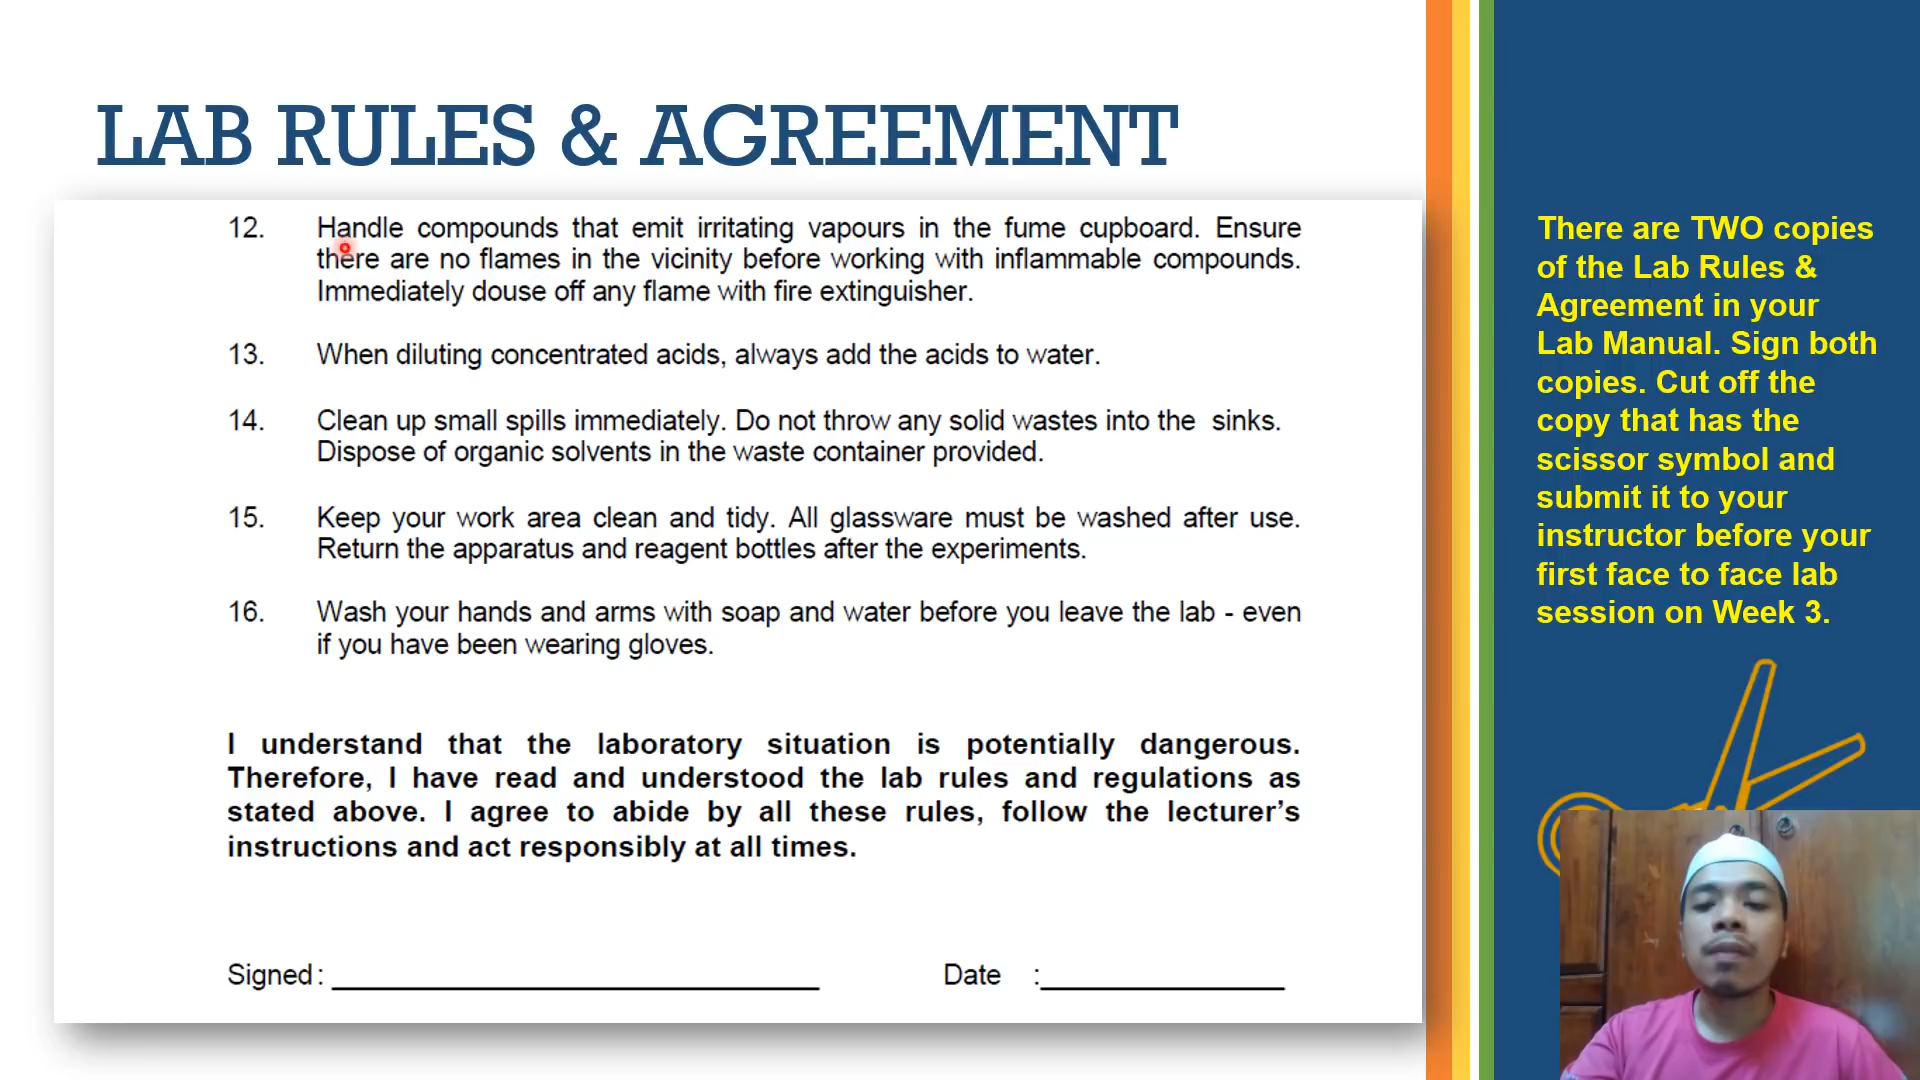 LAB RULES & AGREEMENT
12. Handle compounds that emit irritating vapours in the fume cupboard. Ensure
there are no flames in the vicinity before working with inflammable compounds.
Immediately douse off any flame with fire extinguisher.
13. When diluting concentrated acids, always add the acids to water.
14. Clean up small spills immediately. Do not throw any solid wastes into the sinks.
Dispose of organic solvents in the waste container provided.
15. Keep your work area clean and tidy. All glassware must be washed after use.
Return the apparatus and reagent bottles after the experiments.
16. Wash your hands and arms with soap and water before you leave the lab - even
if you have been wearing gloves.
I understand that the laboratory situation is potentially dangerous.
Therefore, I have read and understood the lab rules and regulations as
stated above. I agree to abide by all these rules, follow the lecturer’s
instructions and act responsibly at all times.
Signed : Date :
There are TWO copies
of the Lab Rules &
Agreement in your
Lab Manual. Sign both
copies. Cut off the
copy that has the
scissor symbol and
submit it to your
instructor before your
first face to face lab
session on Week 3.